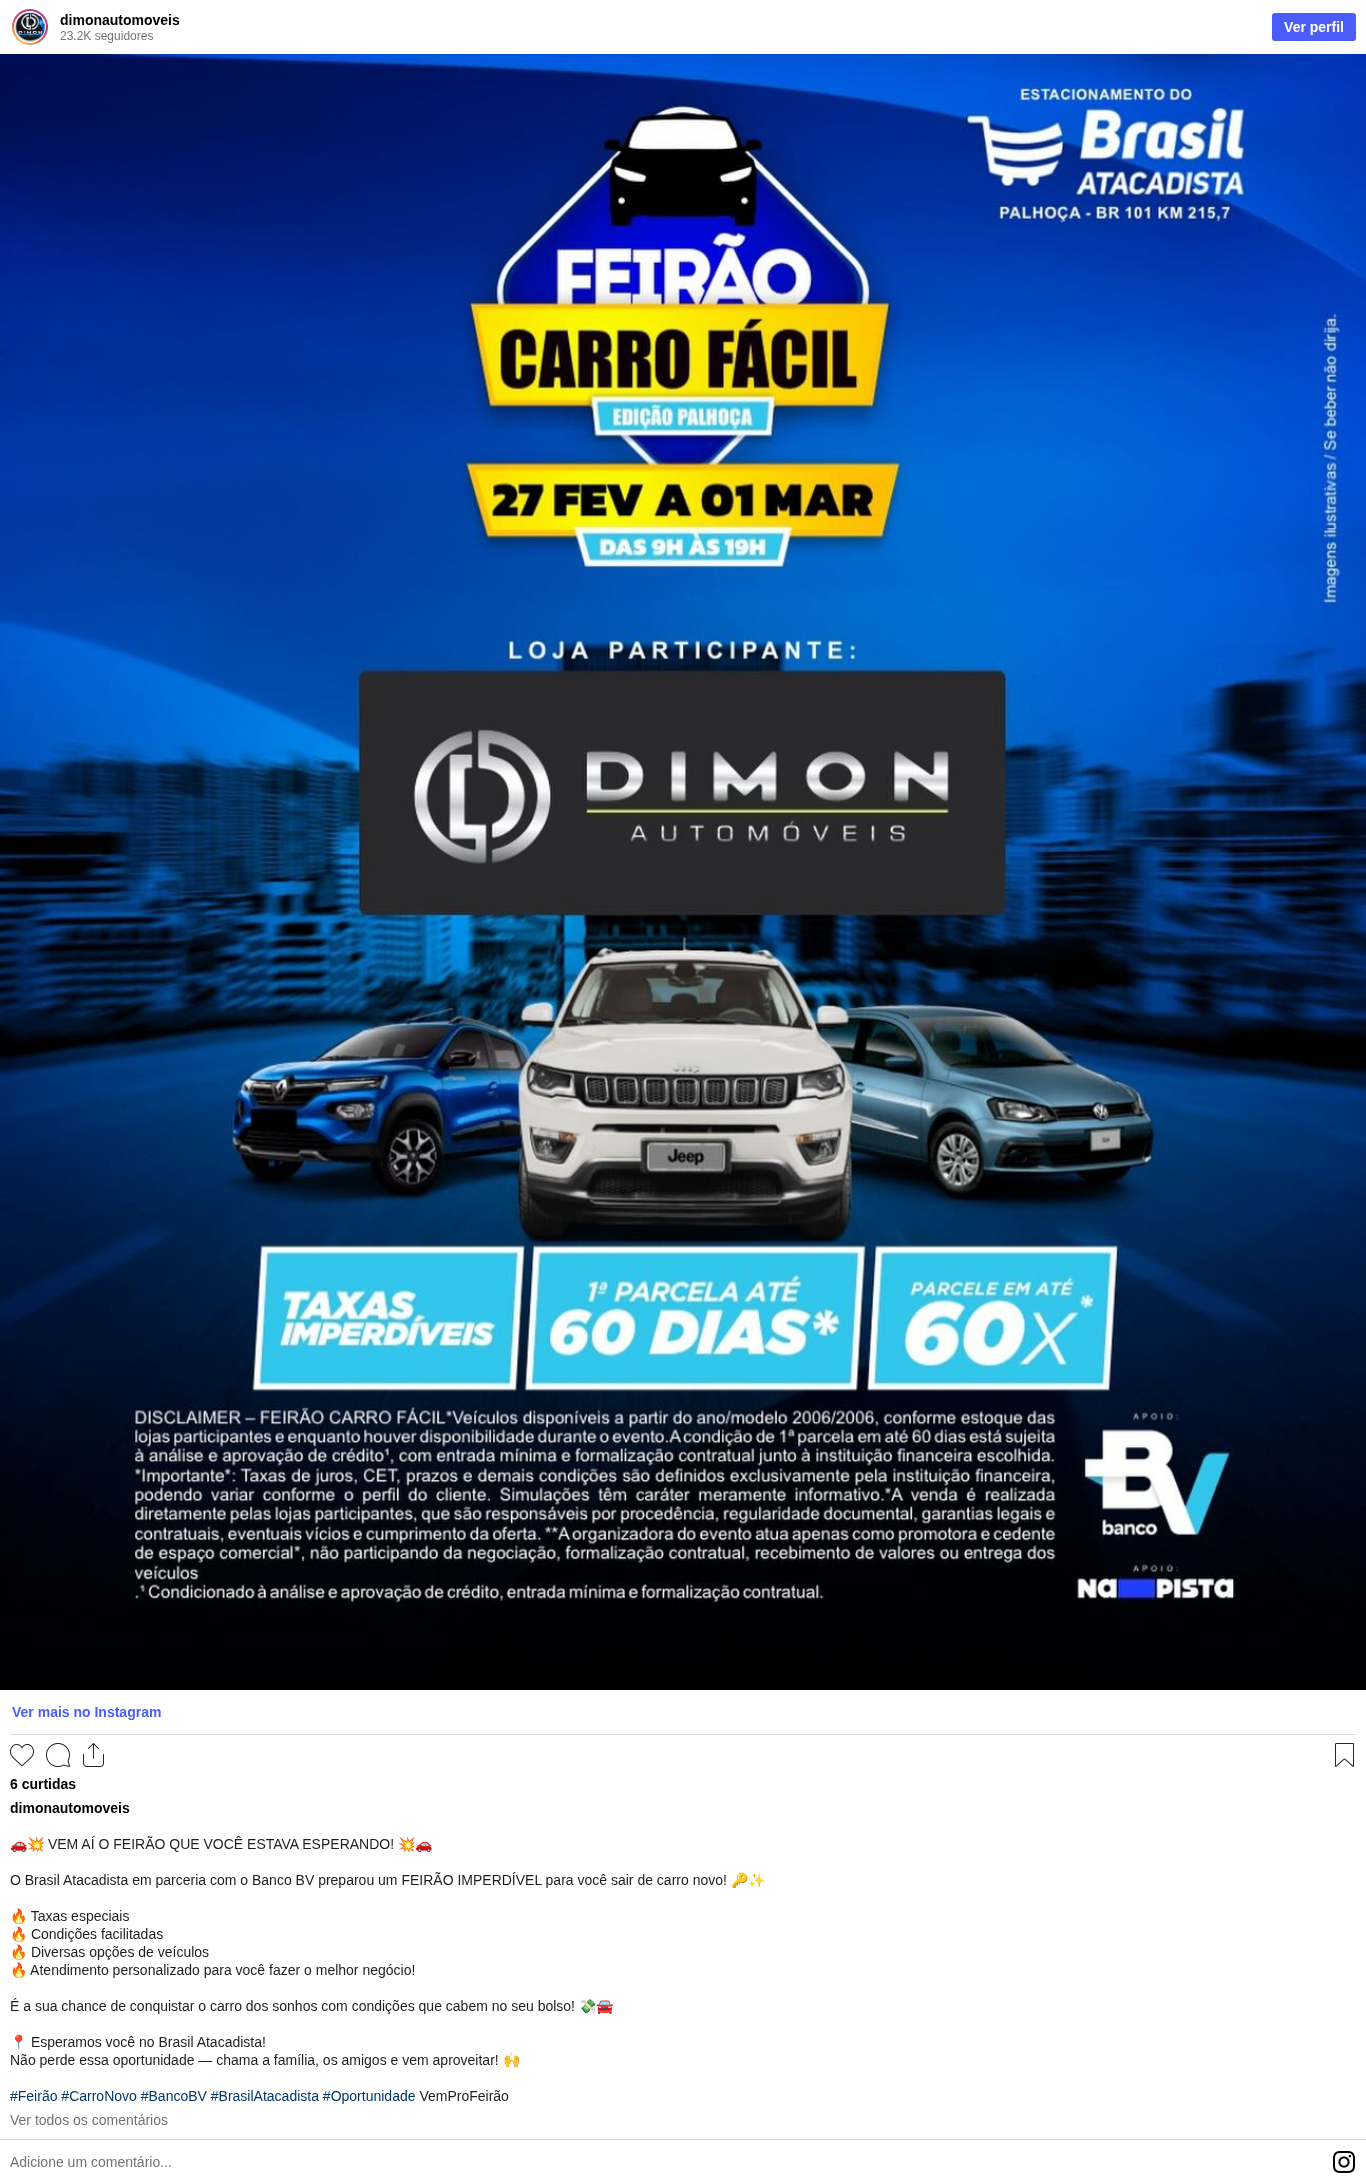 dimonautomoveis
23.2K seguidores
Ver perfil
ESTACIONAMENTO DO
Brasil
ATACADISTA
PALHOÇA - BR 101 KM 215,7
FEIRÃO
CARRO FÁCIL
EDIÇÃO PALHOÇA
27 FEV A 01 MAR
DAS 9H ÀS 19H
Imagens ilustrativas / Se beber não dirija.
LOJA PARTICIPANTE:
DIMON
AUTOMÓVEIS
Jeep
TAXAS
IMPERDÍVEIS
1ª PARCELA ATÉ
60 DIAS*
PARCELE EM ATÉ
60X*
DISCLAIMER – FEIRÃO CARRO FÁCIL*Veículos disponíveis a partir do ano/modelo 2006/2006, conforme estoque das
lojas participantes e enquanto houver disponibilidade durante o evento.A condição de 1ª parcela em até 60 dias está sujeita
à análise e aprovação de crédito¹, com entrada mínima e formalização contratual junto à instituição financeira escolhida.
*Importante*: Taxas de juros, CET, prazos e demais condições são definidos exclusivamente pela instituição financeira,
podendo variar conforme o perfil do cliente. Simulações têm caráter meramente informativo.*A venda é realizada
diretamente pelas lojas participantes, que são responsáveis por procedência, regularidade documental, garantias legais e
contratuais, eventuais vícios e cumprimento da oferta. **A organizadora do evento atua apenas como promotora e cedente
de espaço comercial*, não participando da negociação, formalização contratual, recebimento de valores ou entrega dos
veículos
.¹ Condicionado à análise e aprovação de crédito, entrada mínima e formalização contratual.
APOIO:
BV
banco
APOIO:
NA PISTA
Ver mais no Instagram
6 curtidas
dimonautomoveis
🚗💥 VEM AÍ O FEIRÃO QUE VOCÊ ESTAVA ESPERANDO! 💥🚗
O Brasil Atacadista em parceria com o Banco BV preparou um FEIRÃO IMPERDÍVEL para você sair de carro novo! 🔑✨
🔥 Taxas especiais
🔥 Condições facilitadas
🔥 Diversas opções de veículos
🔥 Atendimento personalizado para você fazer o melhor negócio!
É a sua chance de conquistar o carro dos sonhos com condições que cabem no seu bolso! 💸🚘
📍 Esperamos você no Brasil Atacadista!
Não perde essa oportunidade — chama a família, os amigos e vem aproveitar! 🙌
#Feirão #CarroNovo #BancoBV #BrasilAtacadista #Oportunidade VemProFeirão
Ver todos os comentários
Adicione um comentário...